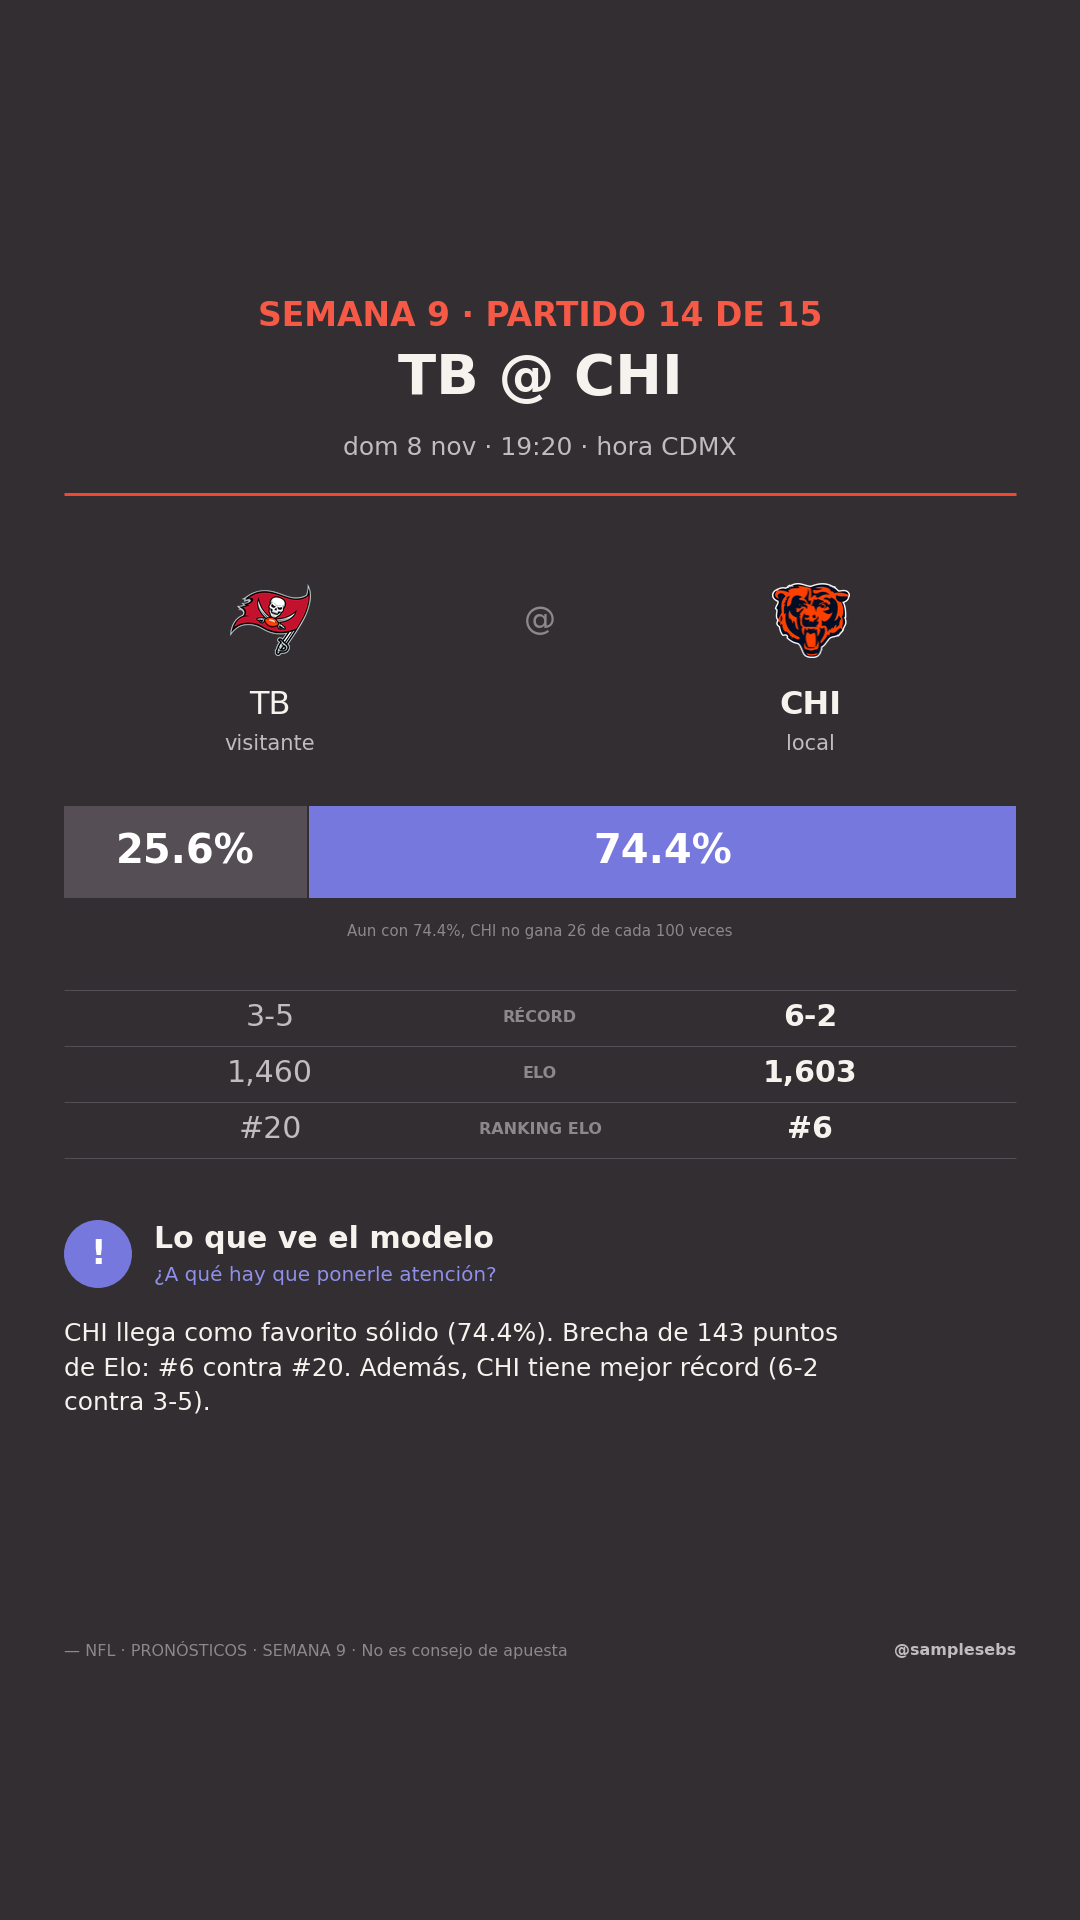 SEMANA 9 · PARTIDO 14 DE 15
TB @ CHI
dom 8 nov · 19:20 · hora CDMX
@
TB
CHI
visitante
local
25.6%
74.4%
Aun con 74.4%, CHI no gana 26 de cada 100 veces
3-5 RÉCORD 6-2
1,460 ELO 1,603
#20 RANKING ELO #6
!
Lo que ve el modelo
¿A qué hay que ponerle atención?
CHI llega como favorito sólido (74.4%). Brecha de 143 puntos
de Elo: #6 contra #20. Además, CHI tiene mejor récord (6-2
contra 3-5).
— NFL · PRONÓSTICOS · SEMANA 9 · No es consejo de apuesta
@samplesebs